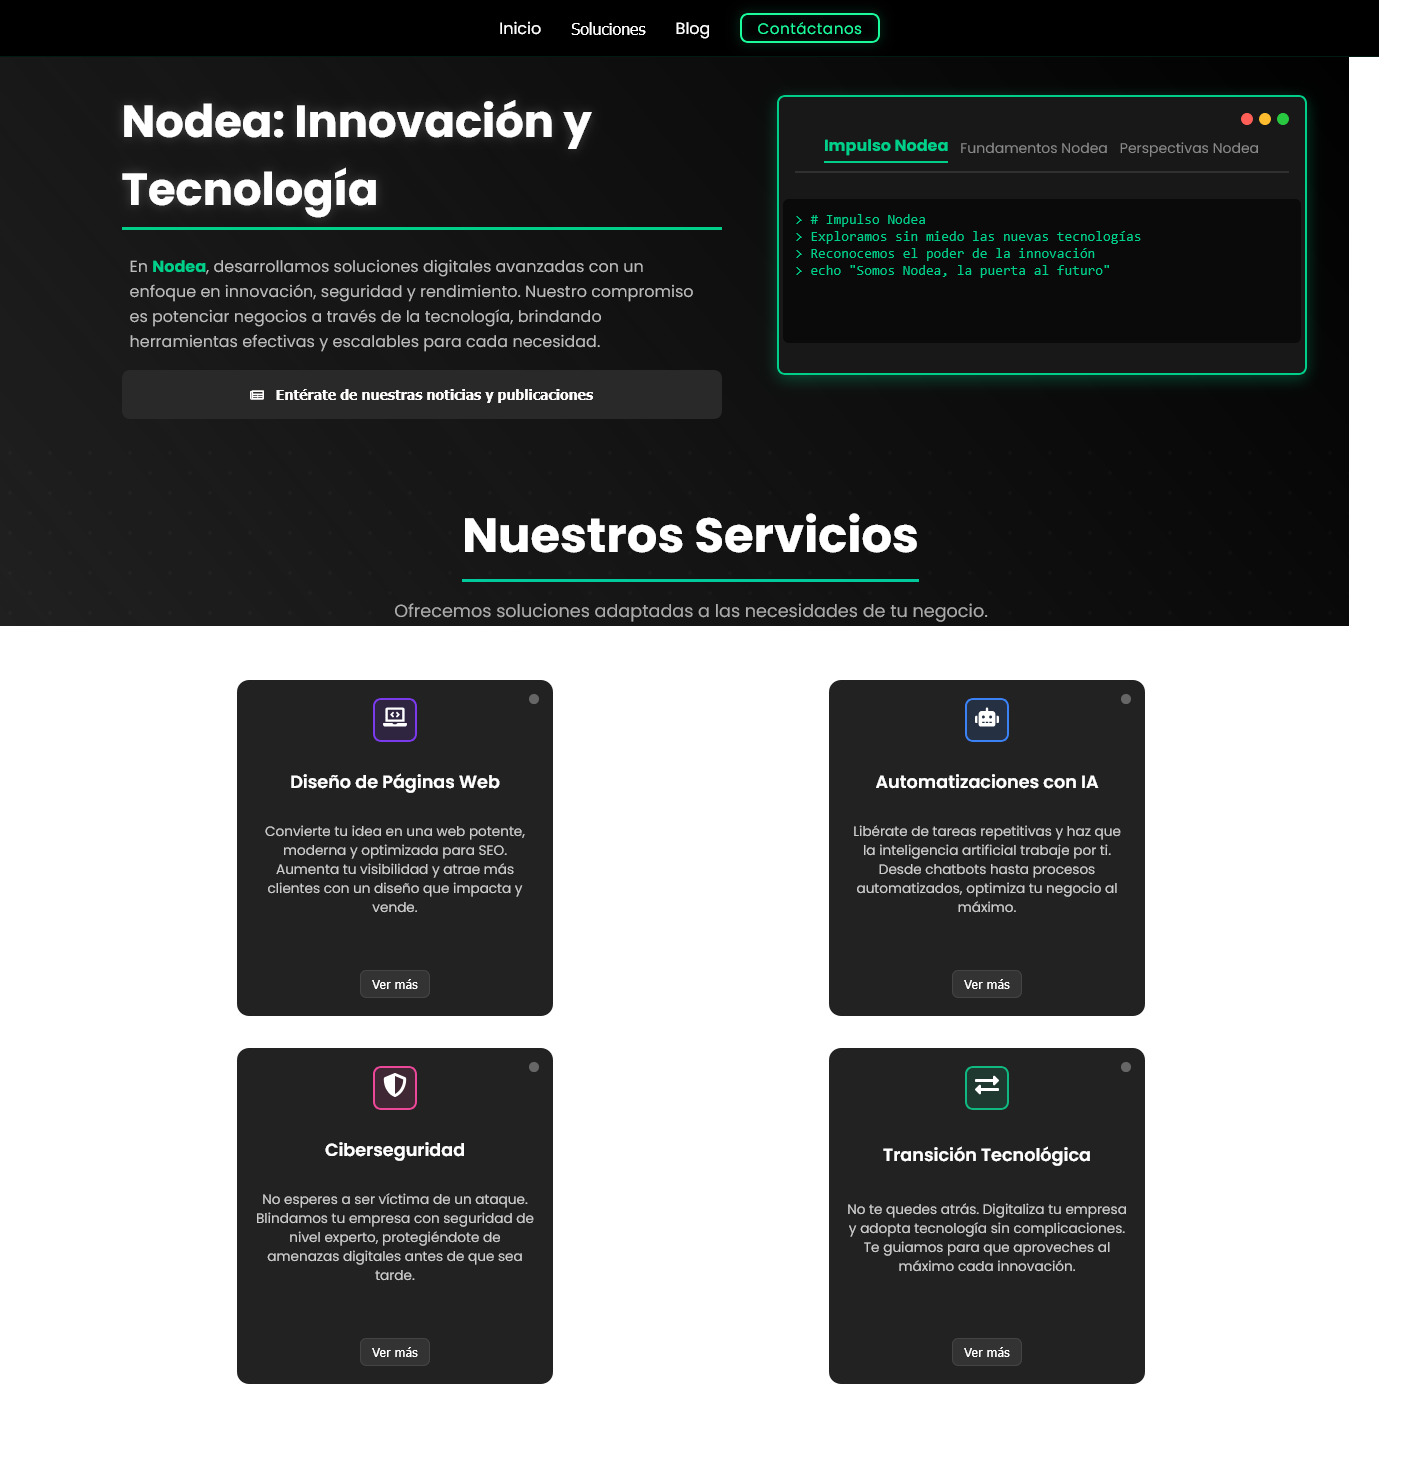 Inicio Soluciones Blog Contáctanos
Nodea: Innovación y
Tecnología
En Nodea, desarrollamos soluciones digitales avanzadas con un
enfoque en innovación, seguridad y rendimiento. Nuestro compromiso
es potenciar negocios a través de la tecnología, brindando
herramientas efectivas y escalables para cada necesidad.
Entérate de nuestras noticias y publicaciones
Impulso Nodea Fundamentos Nodea Perspectivas Nodea
> # Impulso Nodea
> Exploramos sin miedo las nuevas tecnologías
> Reconocemos el poder de la innovación
> echo "Somos Nodea, la puerta al futuro"
Nuestros Servicios
Ofrecemos soluciones adaptadas a las necesidades de tu negocio.
Diseño de Páginas Web
Convierte tu idea en una web potente,
moderna y optimizada para SEO.
Aumenta tu visibilidad y atrae más
clientes con un diseño que impacta y
vende.
Ver más
Automatizaciones con IA
Libérate de tareas repetitivas y haz que
la inteligencia artificial trabaje por ti.
Desde chatbots hasta procesos
automatizados, optimiza tu negocio al
máximo.
Ver más
Ciberseguridad
No esperes a ser víctima de un ataque.
Blindamos tu empresa con seguridad de
nivel experto, protegiéndote de
amenazas digitales antes de que sea
tarde.
Ver más
Transición Tecnológica
No te quedes atrás. Digitaliza tu empresa
y adopta tecnología sin complicaciones.
Te guiamos para que aproveches al
máximo cada innovación.
Ver más